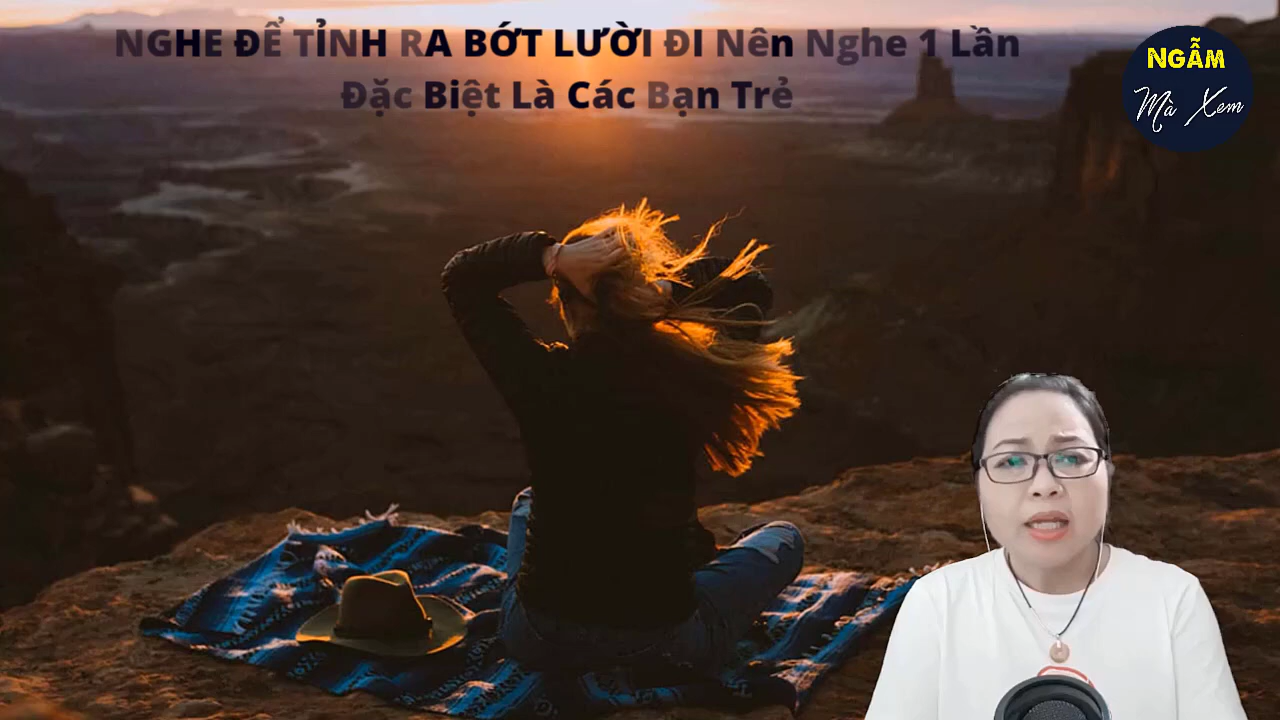 NGHE ĐỂ TỈNH RA BỚT LƯỜI ĐI Nên Nghe 1 Lần
Đặc Biệt Là Các Bạn Trẻ
NGẪM
Mà Xem